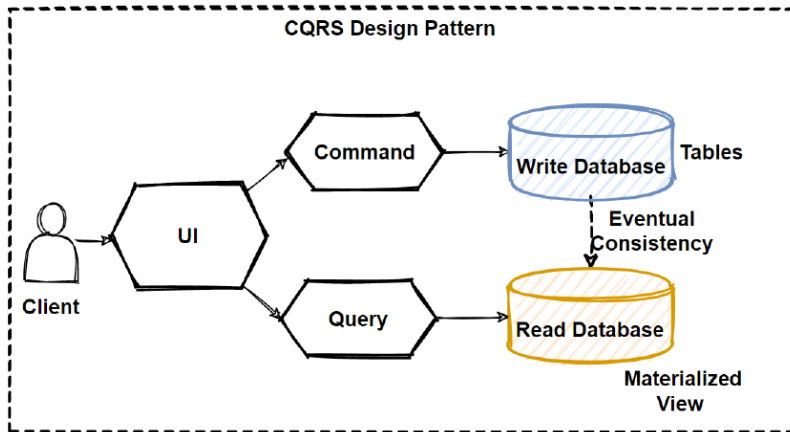 CQRS Design Pattern
Command
Write Database
Tables
UI
Eventual
Consistency
Client
Query
Read Database
Materialized
View